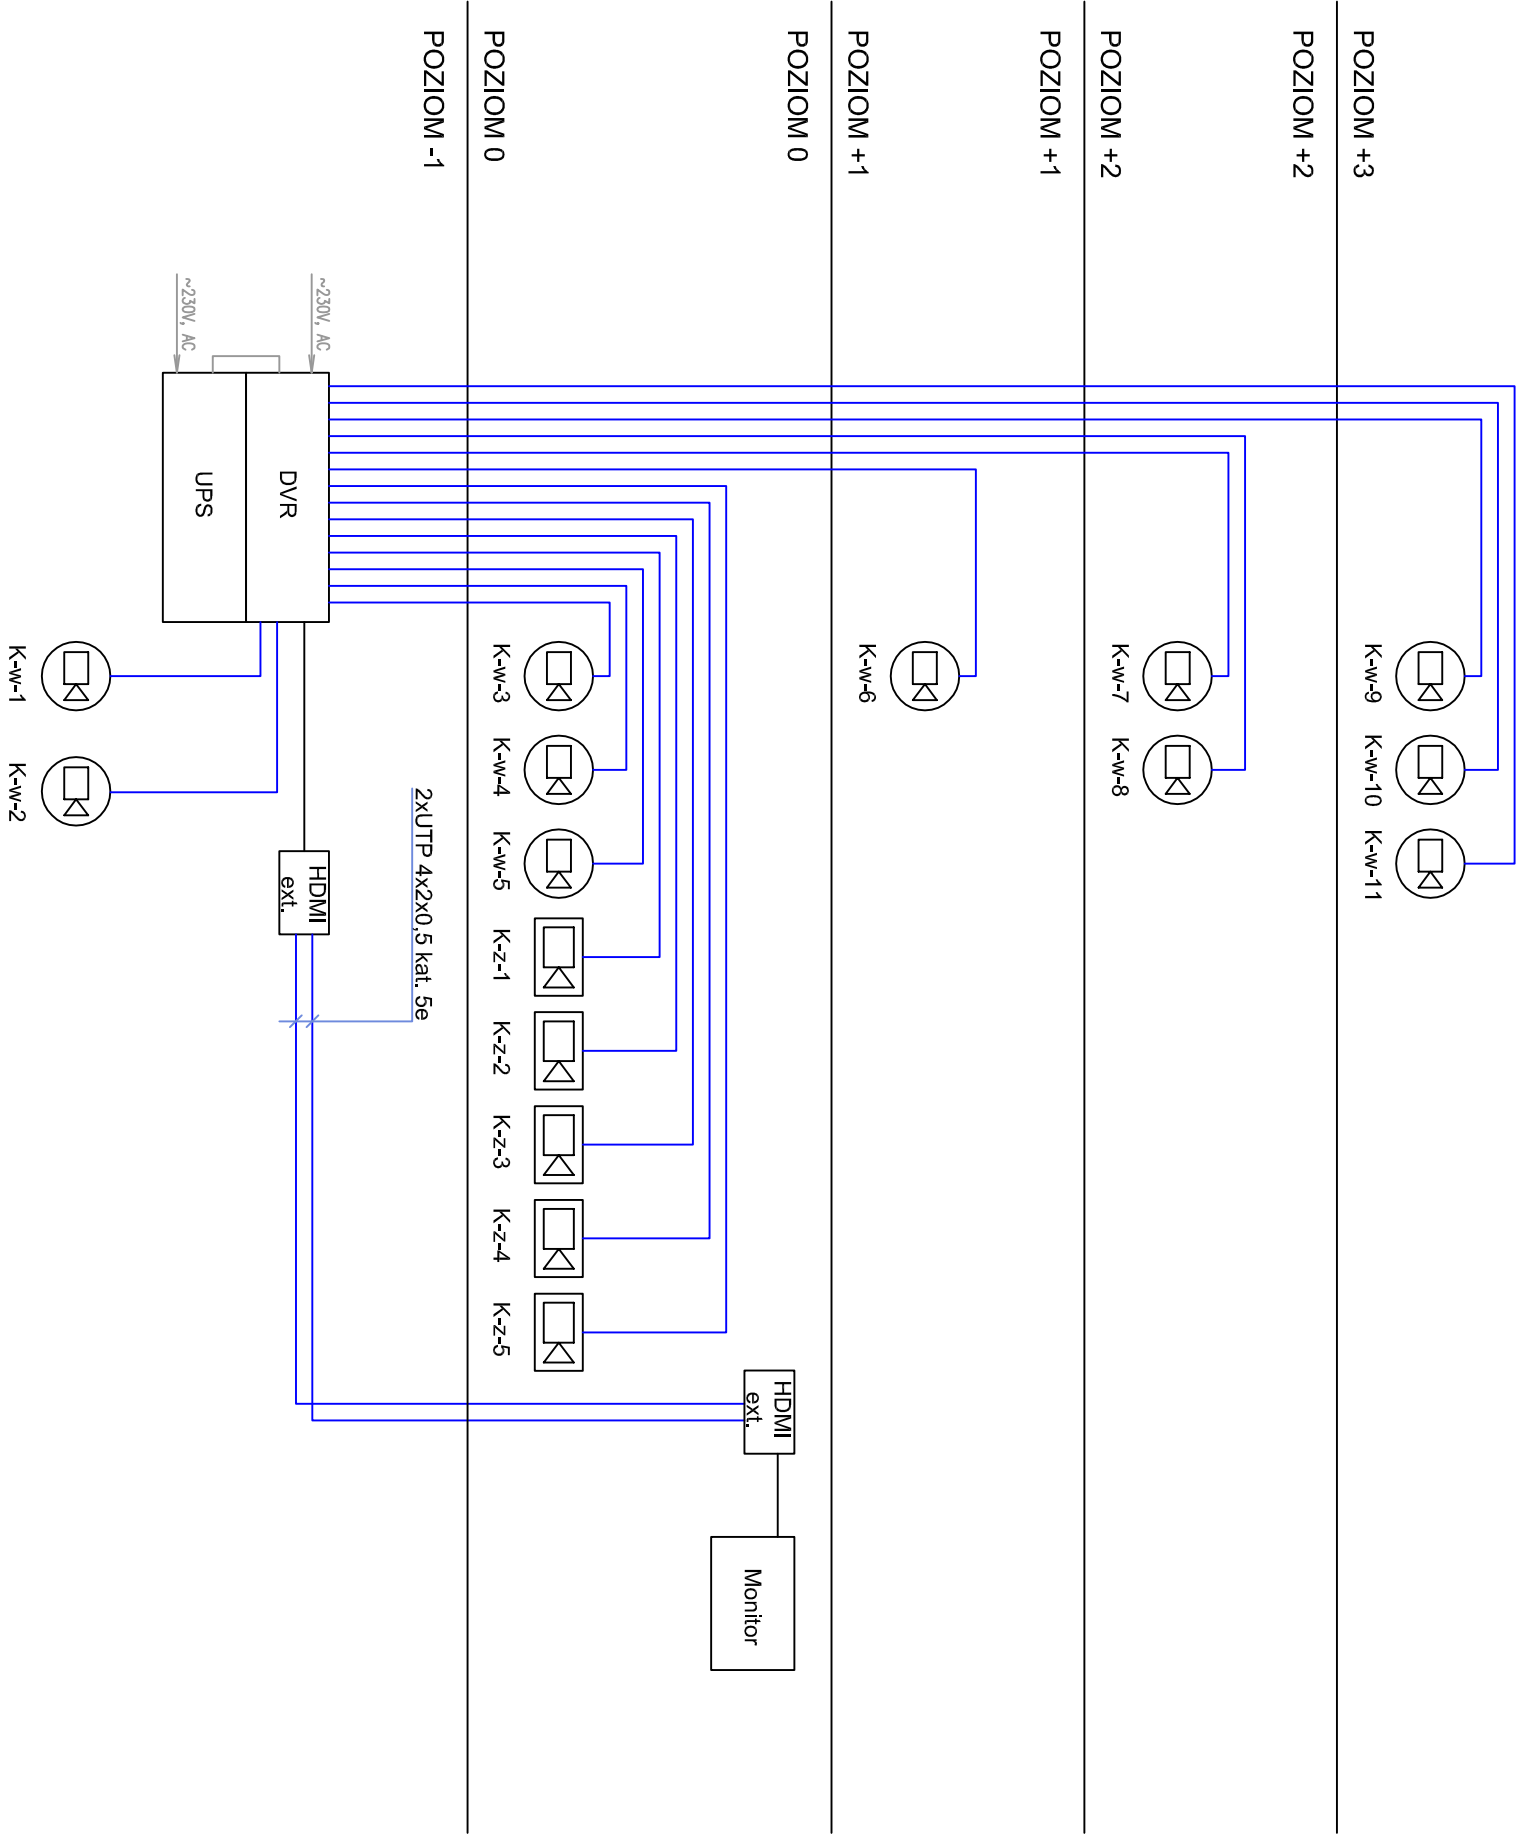 POZIOM +3
POZIOM +2
K-w-9
K-w-10
K-w-11
POZIOM +2
POZIOM +1
K-w-7
K-w-8
POZIOM +1
POZIOM 0
K-w-6
HDMI
ext.
Monitor
POZIOM 0
POZIOM -1
K-w-3
K-w-4
K-w-5
K-z-1
K-z-2
K-z-3
K-z-4
K-z-5
2xUTP 4x2x0,5 kat. 5e
~230V, AC
DVR
HDMI
ext.
~230V, AC
UPS
K-w-1
K-w-2